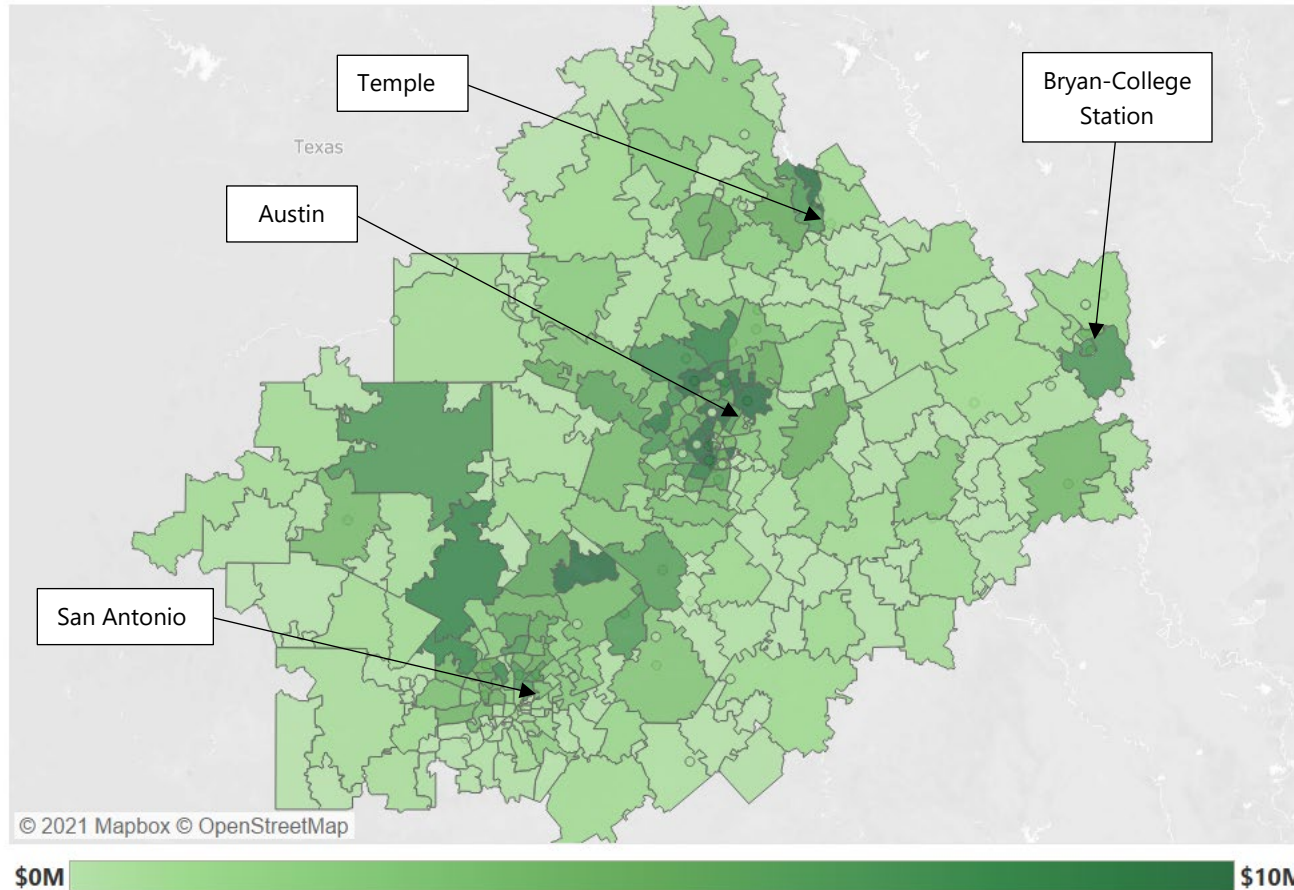 Temple
Bryan-College
Station
Texas
Austin
San Antonio
© 2021 Mapbox © OpenStreetMap
$0M
$10M